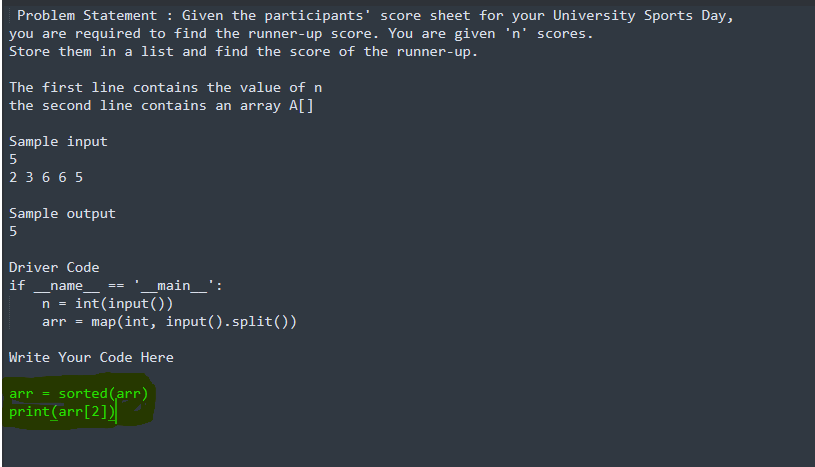 Problem Statement : Given the participants' score sheet for your University Sports Day,
you are required to find the runner-up score. You are given 'n' scores.
Store them in a list and find the score of the runner-up.
The first line contains the value of n
the second line contains an array A[]
Sample input
5
2 3 6 6 5
Sample output
5
Driver Code
if __name__ == '__main__':
    n = int(input())
    arr = map(int, input().split())
Write Your Code Here
arr = sorted(arr)
print(arr[2])